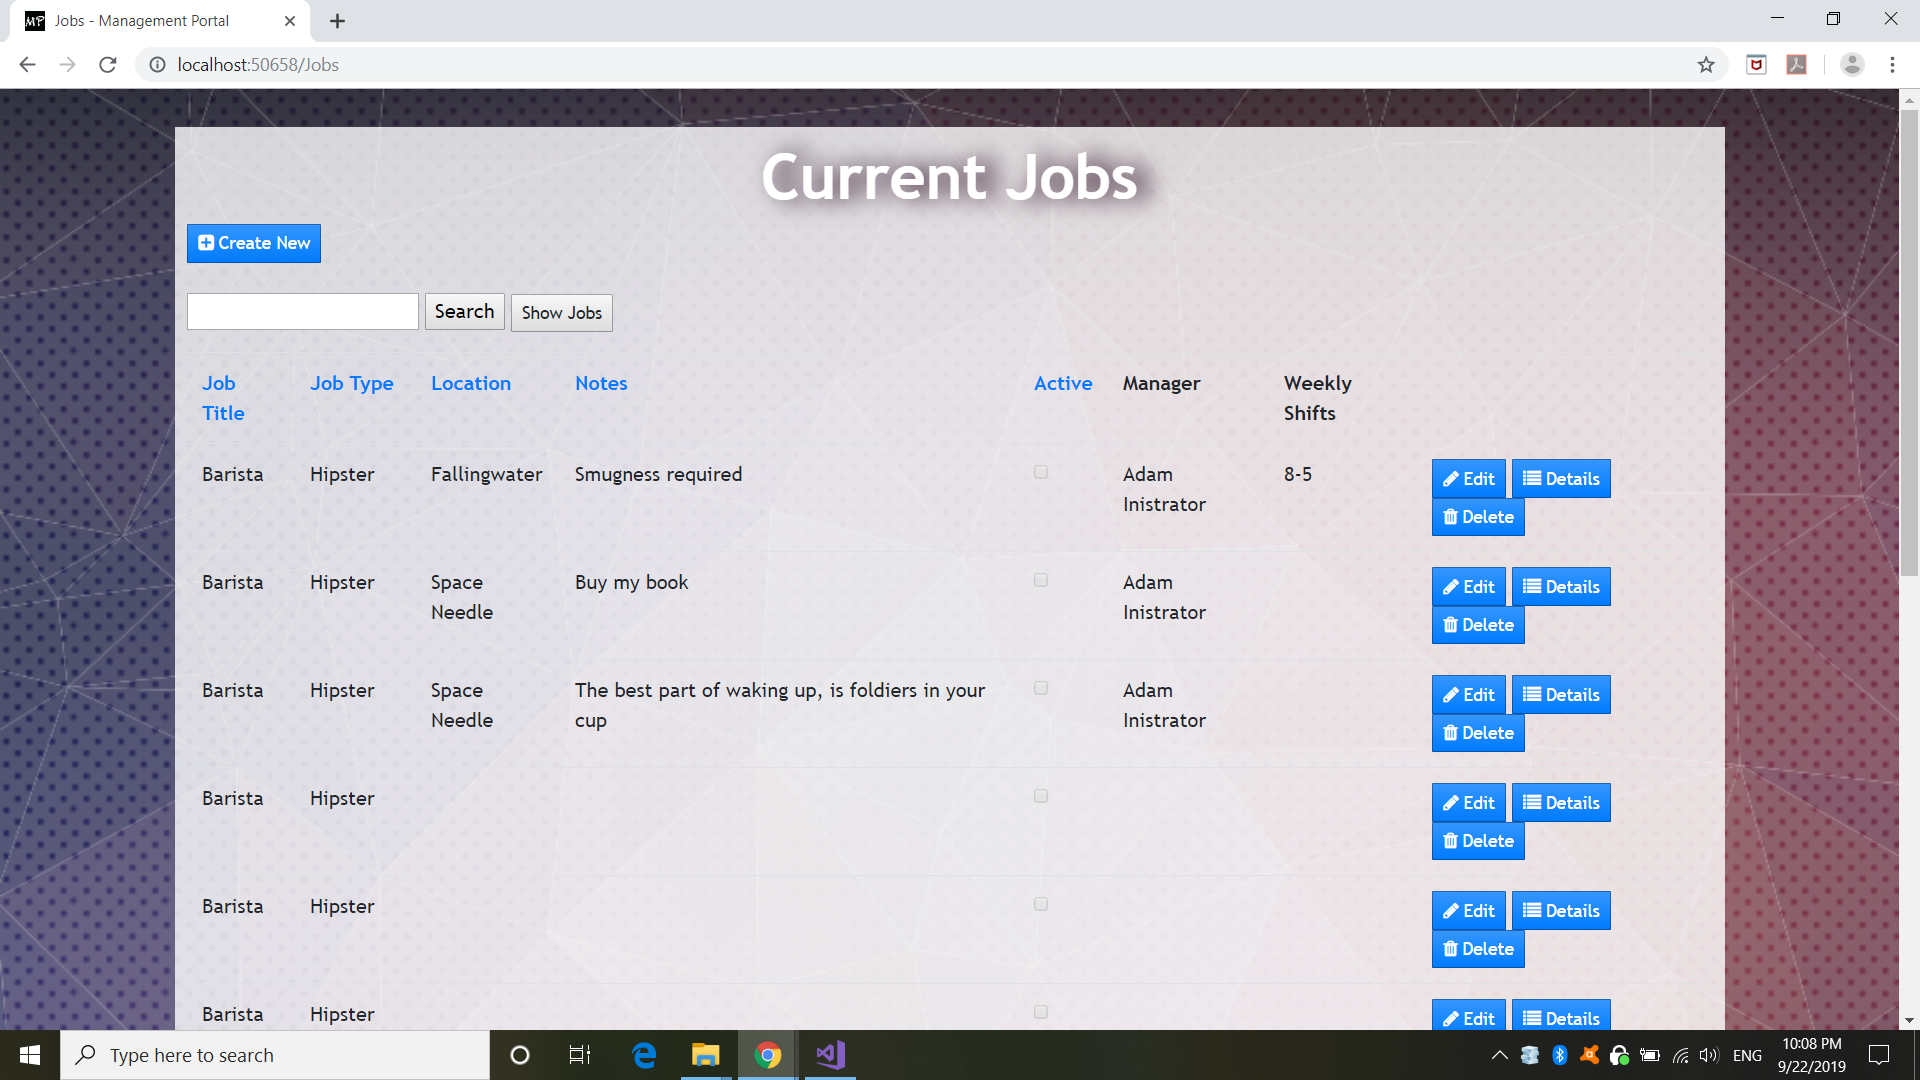 MP Jobs - Management Portal
localhost:50658/Jobs
Current Jobs
Create New
Search Show Jobs
Job Title Job Type Location Notes Active Manager Weekly Shifts
Barista Hipster Fallingwater Smugness required Adam Inistrator 8-5 Edit Details
Delete
Barista Hipster Space Needle Buy my book Adam Inistrator Edit Details
Delete
Barista Hipster Space Needle The best part of waking up, is foldiers in your cup Adam Inistrator Edit Details
Delete
Barista Hipster Edit Details
Delete
Barista Hipster Edit Details
Delete
Barista Hipster Edit Details
Type here to search
ENG
10:08 PM
9/22/2019